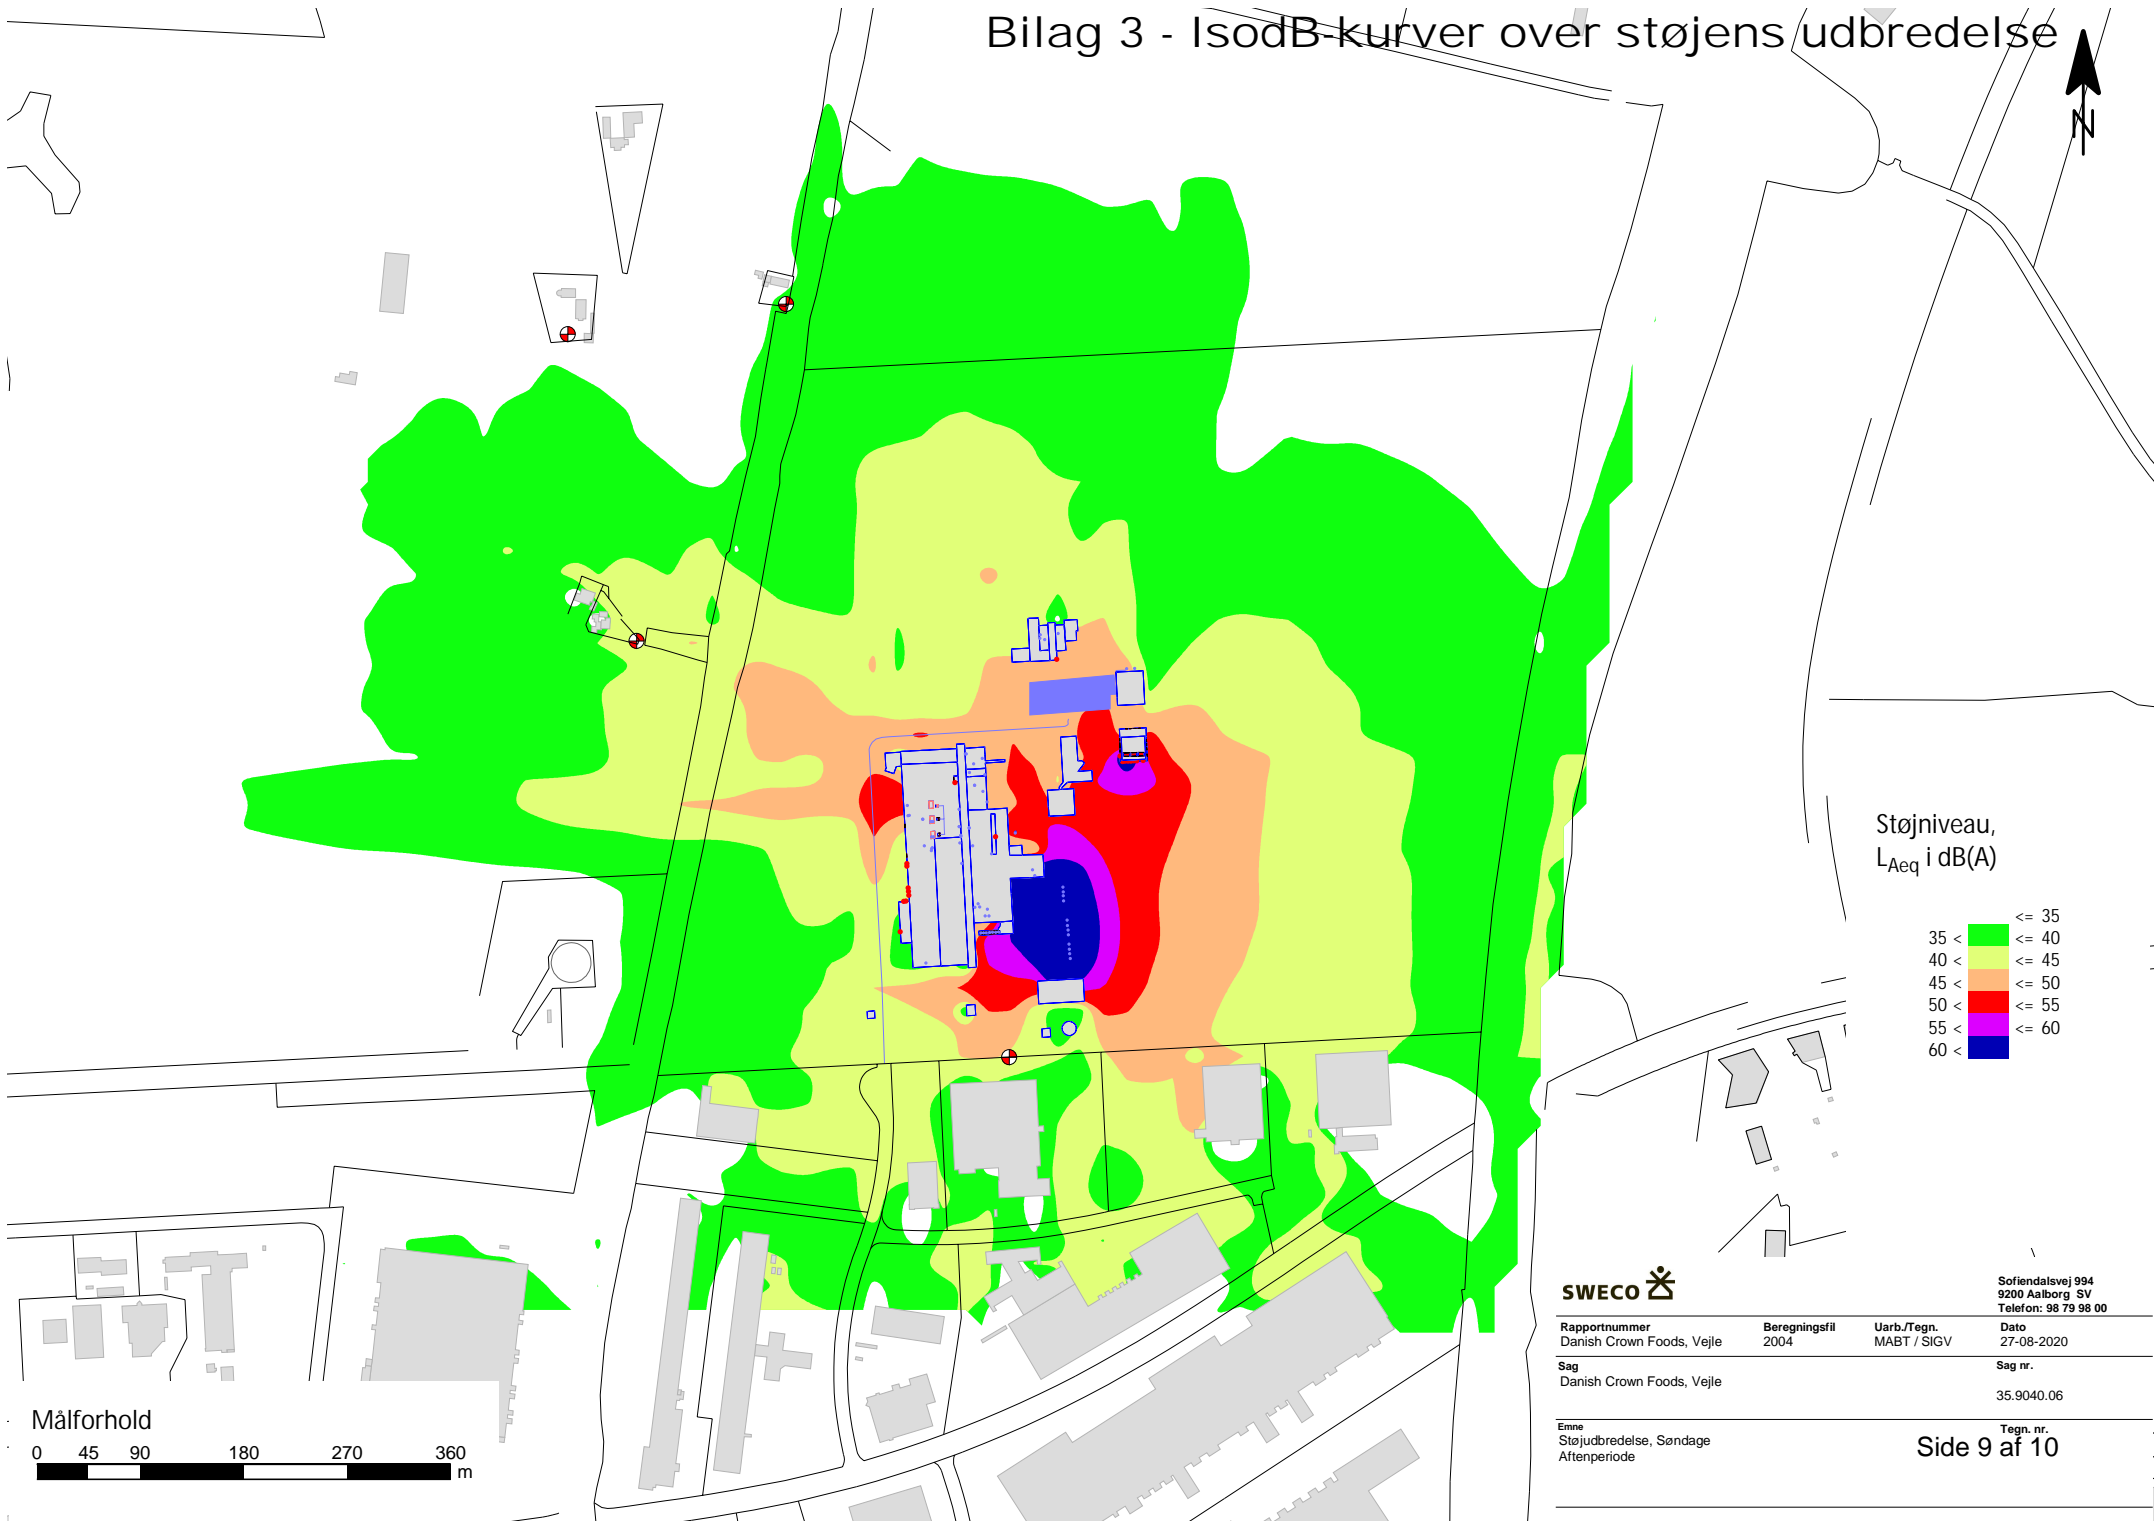 Bilag 3 - IsodB-kurver over støjens udbredelse
N
Støjniveau,
LAeq i dB(A)
<= 35
35 < <= 40
40 < <= 45
45 < <= 50
50 < <= 55
55 < <= 60
60 <
Målforhold
0 45 90 180 270 360
m
SWECO
Sofiendalsvej 994
9200 Aalborg SV
Telefon: 98 79 98 00
Rapportnummer Beregningsfil Uarb./Tegn. Dato
Danish Crown Foods, Vejle 2004 MABT / SIGV 27-08-2020
Sag Sag nr.
Danish Crown Foods, Vejle
35.9040.06
Emne Tegn. nr.
Støjudbredelse, Søndage
Aftenperiode
Side 9 af 10